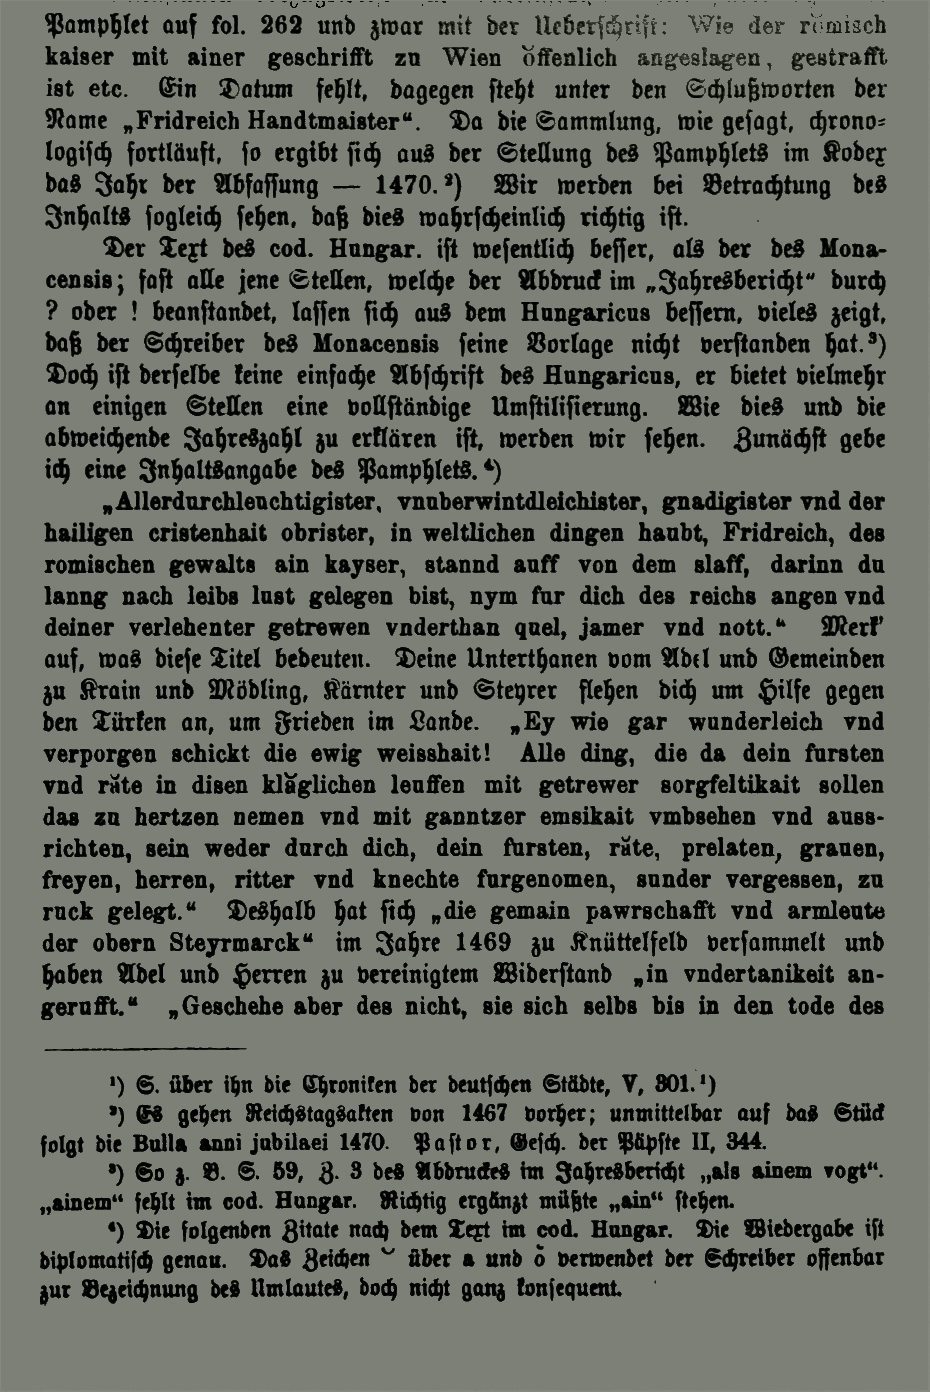 Pamphlet auf fol. 262 und zwar mit der Ueberschrift: Wie der römisch
kaiser mit ainer geschrifft zu Wien öffenlich angeslagen, gestrafft
ist etc. Ein Datum fehlt, dagegen steht unter den Schlußworten der
Name „Fridreich Handtmaister“. Da die Sammlung, wie gesagt, chrono-
logisch fortläuft, so ergibt sich aus der Stellung des Pamphlets im Kodex
das Jahr der Abfassung — 1470.²) Wir werden bei Betrachtung des
Inhalts sogleich sehen, daß dies wahrscheinlich richtig ist.
Der Text des cod. Hungar. ist wesentlich besser, als der des Mona-
censis; fast alle jene Stellen, welche der Abdruck im „Jahresbericht“ durch
? oder ! beanstandet, lassen sich aus dem Hungaricus bessern, vieles zeigt,
daß der Schreiber des Monacensis seine Vorlage nicht verstanden hat.³)
Doch ist derselbe keine einfache Abschrift des Hungaricus, er bietet vielmehr
an einigen Stellen eine vollständige Umstilisierung. Wie dies und die
abweichende Jahreszahl zu erklären ist, werden wir sehen. Zunächst gebe
ich eine Inhaltsangabe des Pamphlets.⁴)
„Allerdurchleuchtigister, vnuberwintdleichister, gnadigister vnd der
hailigen cristenhait obrister, in weltlichen dingen haubt, Fridreich, des
romischen gewalts ain kayser, stannd auff von dem slaff, darinn du
lanng nach leibs lust gelegen bist, nym fur dich des reichs angen vnd
deiner verlehenter getrewen vnderthan quel, jamer vnd nott.“ Merk'
auf, was diese Titel bedeuten. Deine Unterthanen vom Adel und Gemeinden
zu Krain und Mödling, Kärnter und Steyrer flehen dich um Hilfe gegen
den Türken an, um Frieden im Lande. „Ey wie gar wunderleich vnd
verporgen schickt die ewig weisshait! Alle ding, die da dein fursten
vnd räte in disen kläglichen leuffen mit getrewer sorgfeltikait sollen
das zu hertzen nemen vnd mit ganntzer emsikait vmbsehen vnd auss-
richten, sein weder durch dich, dein fursten, räte, prelaten, grauen,
freyen, herren, ritter vnd knechte furgenomen, sunder vergessen, zu
ruck gelegt.“ Deshalb hat sich „die gemain pawrschafft vnd armleute
der obern Steyrmarck“ im Jahre 1469 zu Knüttelfeld versammelt und
haben Adel und Herren zu vereinigtem Widerstand „in vndertanikeit an-
gerufft.“ „Geschehe aber des nicht, sie sich selbs bis in den tode des
¹) S. über ihn die Chroniken der deutschen Städte, V, 301.¹)
²) Es gehen Reichstagsakten von 1467 vorher; unmittelbar auf das Stück
folgt die Bulla anni jubilaei 1470. Pastor, Gesch. der Päpste II, 344.
³) So z. B. S. 59, Z. 3 des Abdruckes im Jahresbericht „als ainem vogt“.
„ainem“ fehlt im cod. Hungar. Richtig ergänzt müßte „ain“ stehen.
⁴) Die folgenden Zitate nach dem Text im cod. Hungar. Die Wiedergabe ist
diplomatisch genau. Das Zeichen ˘ über a und ŏ verwendet der Schreiber offenbar
zur Bezeichnung des Umlautes, doch nicht ganz konsequent.